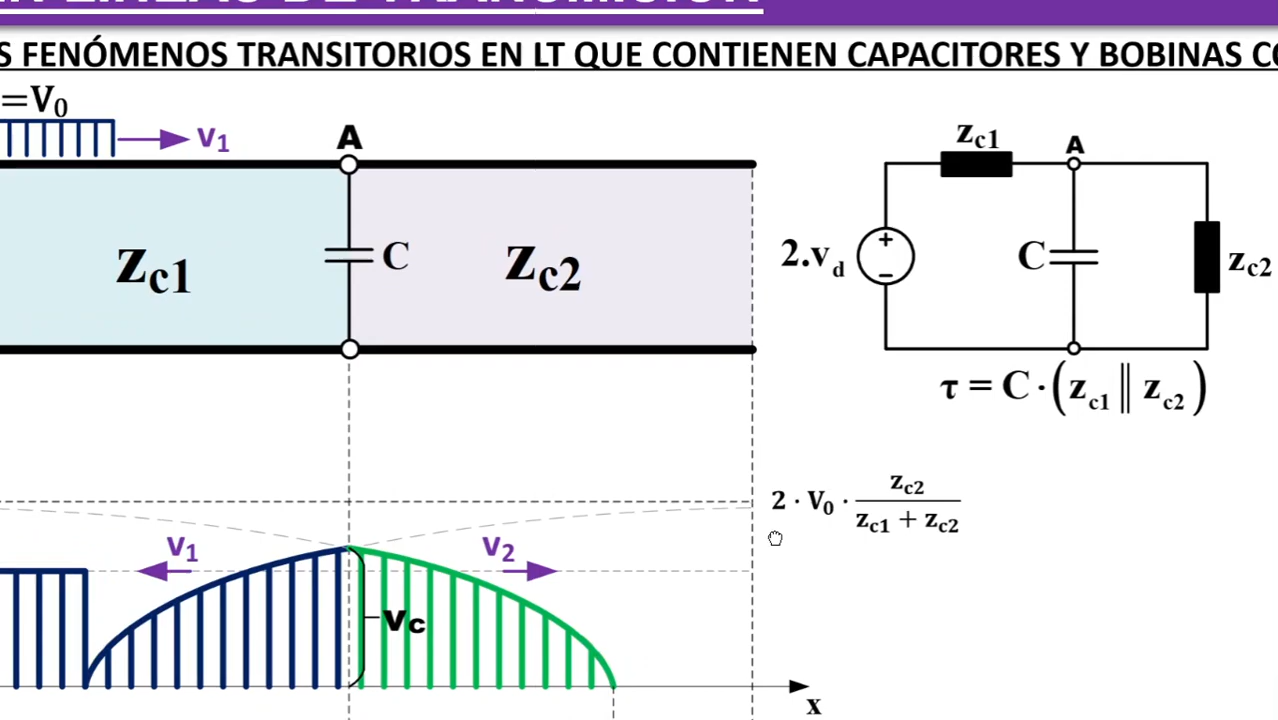 S FENÓMENOS TRANSITORIOS EN LT QUE CONTIENEN CAPACITORES Y BOBINAS CO
=V₀
v₁
A
C
Zc1
Zc2
zc1
A
2.vd
+
−
C
zc2
τ = C·(zc1 ∥ zc2)
2 · V₀ · zc2 / (zc1 + zc2)
v₁
v₂
Vc
x